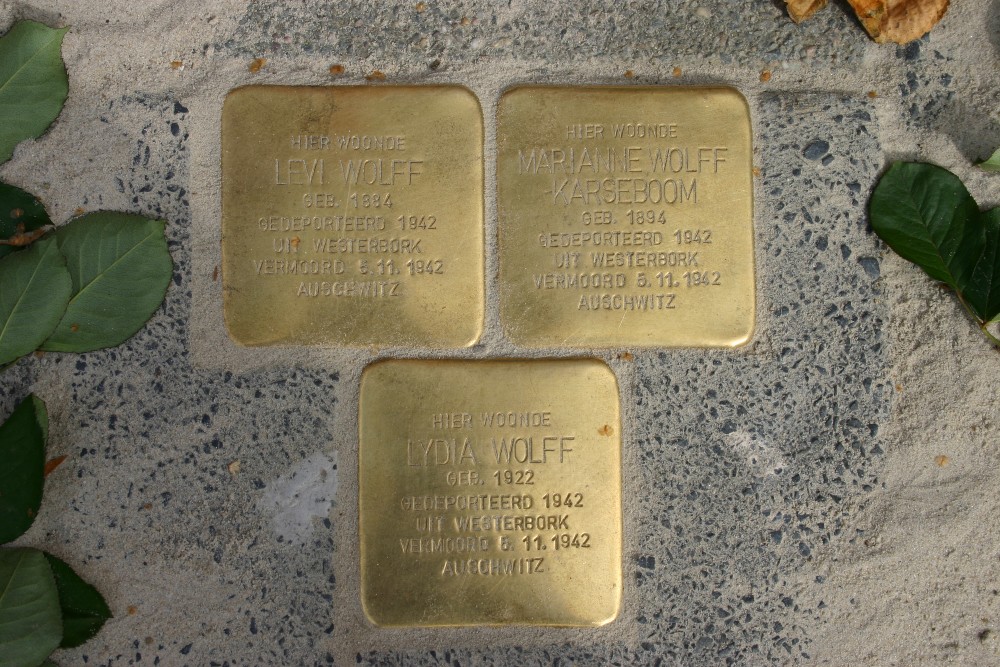 HIER WOONDE
LEVI WOLFF
GEB. 1884
GEDEPORTEERD 1942
UIT WESTERBORK
VERMOORD 5.11.1942
AUSCHWITZ
HIER WOONDE
MARIANNE WOLFF
-KARSEBOOM
GEB. 1894
GEDEPORTEERD 1942
UIT WESTERBORK
VERMOORD 5.11.1942
AUSCHWITZ
HIER WOONDE
LYDIA WOLFF
GEB. 1922
GEDEPORTEERD 1942
UIT WESTERBORK
VERMOORD 5.11.1942
AUSCHWITZ